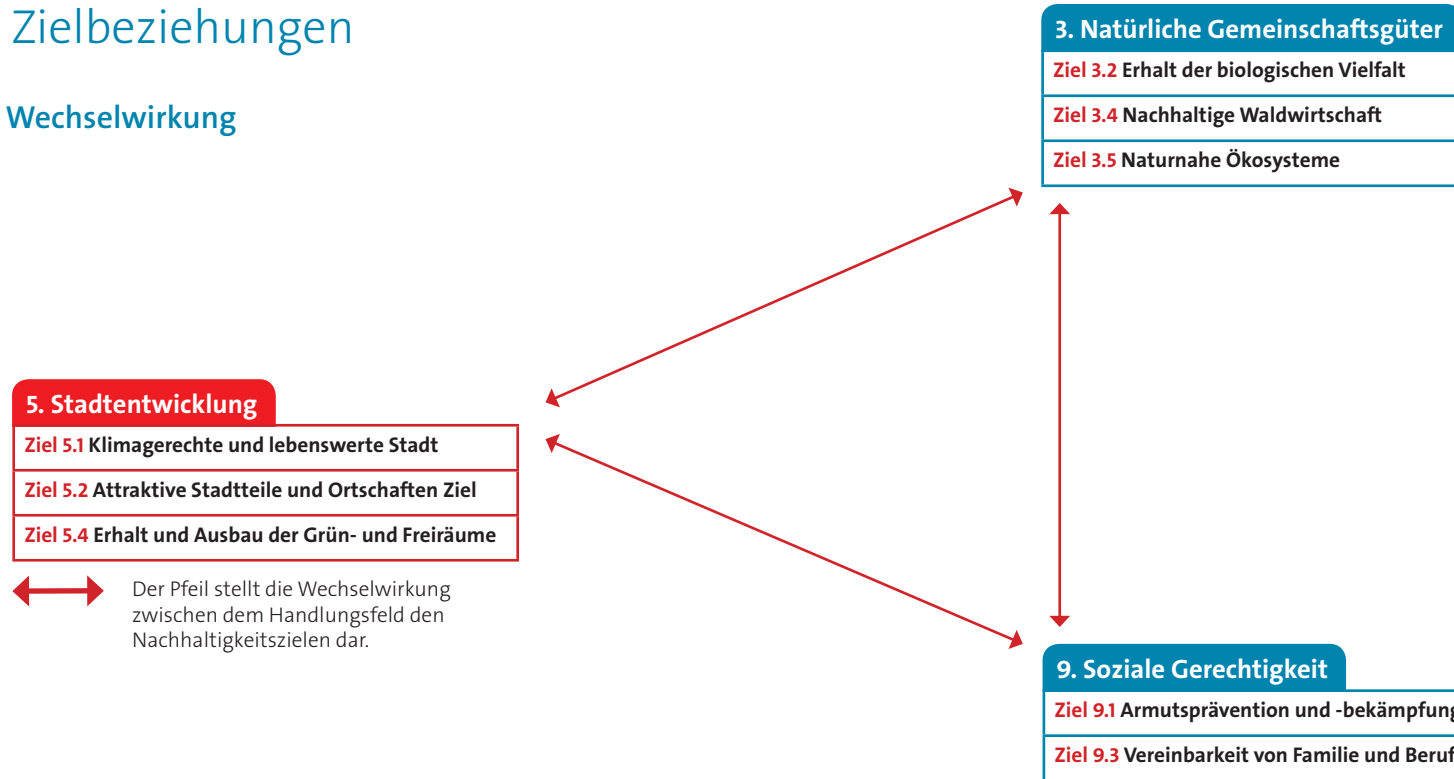 Zielbeziehungen
Wechselwirkung
3. Natürliche Gemeinschaftsgüter
Ziel 3.2 Erhalt der biologischen Vielfalt
Ziel 3.4 Nachhaltige Waldwirtschaft
Ziel 3.5 Naturnahe Ökosysteme
5. Stadtentwicklung
Ziel 5.1 Klimagerechte und lebenswerte Stadt
Ziel 5.2 Attraktive Stadtteile und Ortschaften Ziel
Ziel 5.4 Erhalt und Ausbau der Grün- und Freiräume
Der Pfeil stellt die Wechselwirkung
zwischen dem Handlungsfeld den
Nachhaltigkeitszielen dar.
9. Soziale Gerechtigkeit
Ziel 9.1 Armutsprävention und -bekämpfung
Ziel 9.3 Vereinbarkeit von Familie und Beruf